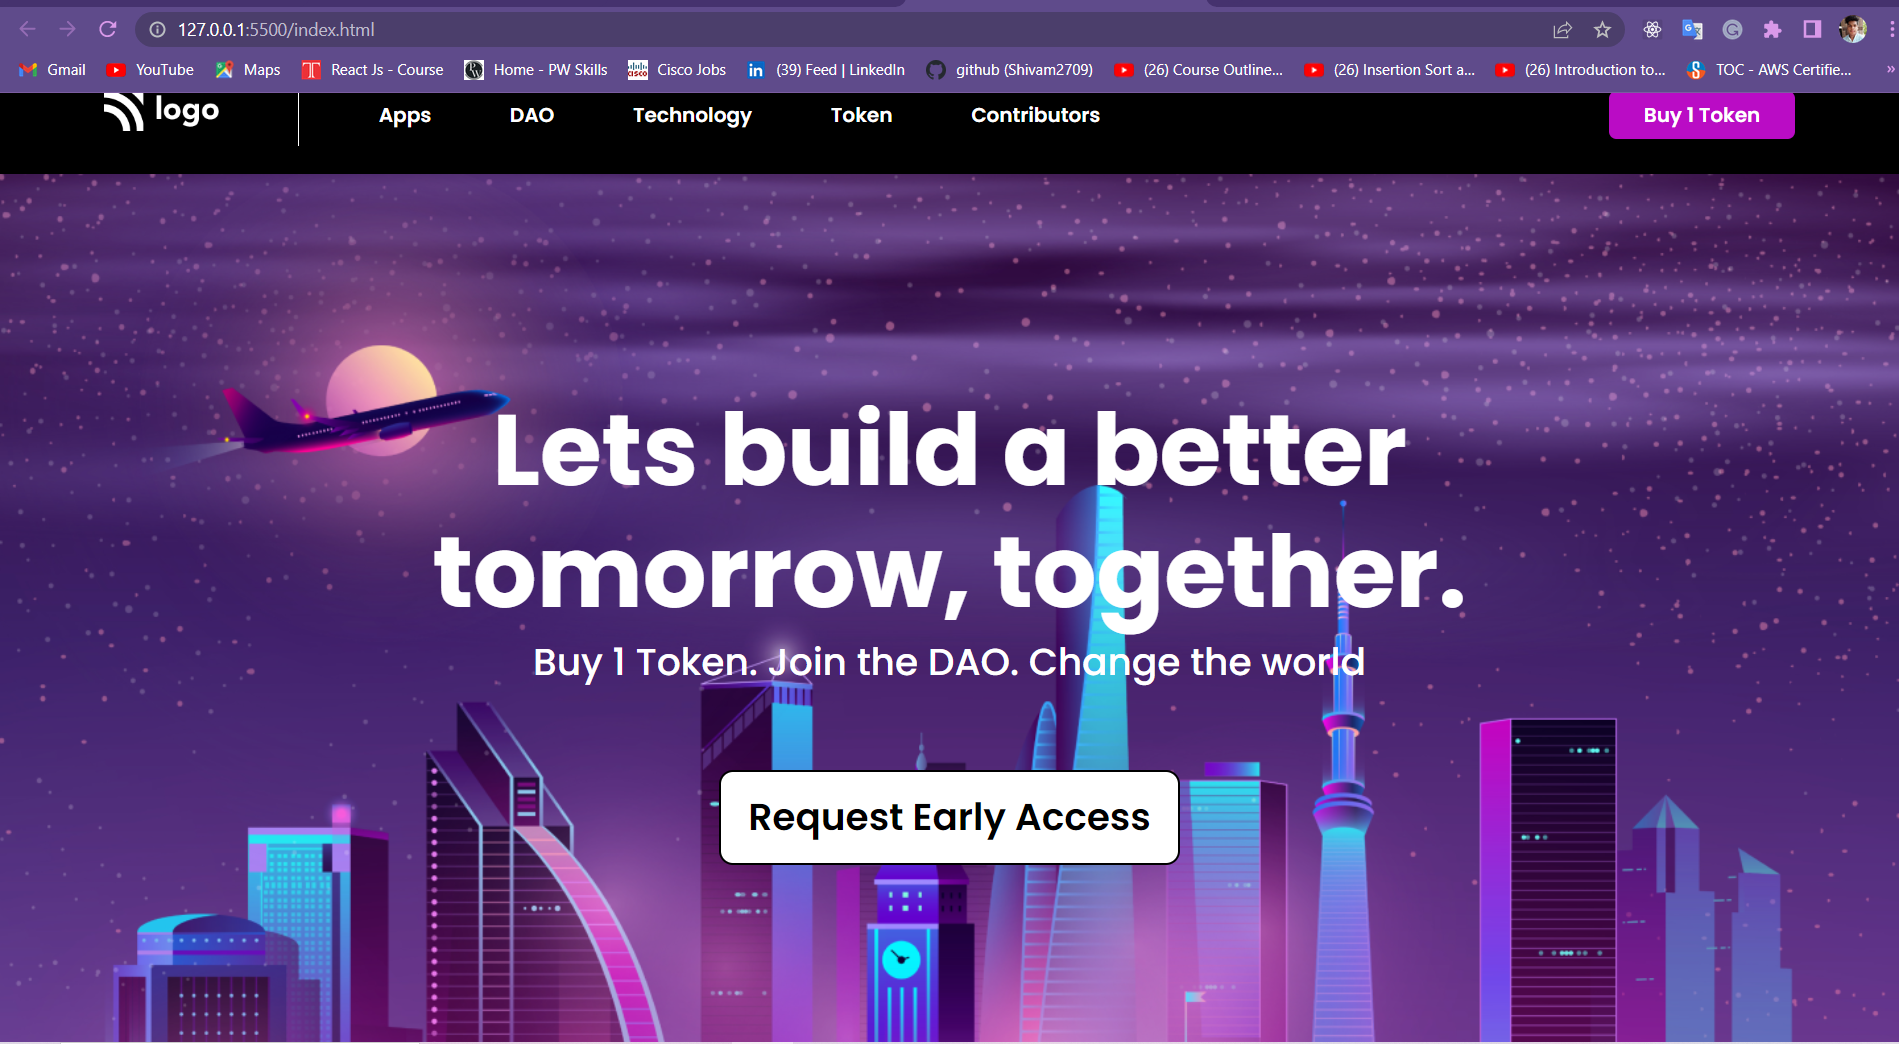 127.0.0.1:5500/index.html
Gmail YouTube Maps React Js - Course Home - PW Skills Cisco Jobs (39) Feed | LinkedIn github (Shivam2709) (26) Course Outline... (26) Insertion Sort a... (26) Introduction to... TOC - AWS Certifie... »
logo Apps DAO Technology Token Contributors Buy 1 Token
Lets build a better
tomorrow, together.
Buy 1 Token. Join the DAO. Change the world
Request Early Access